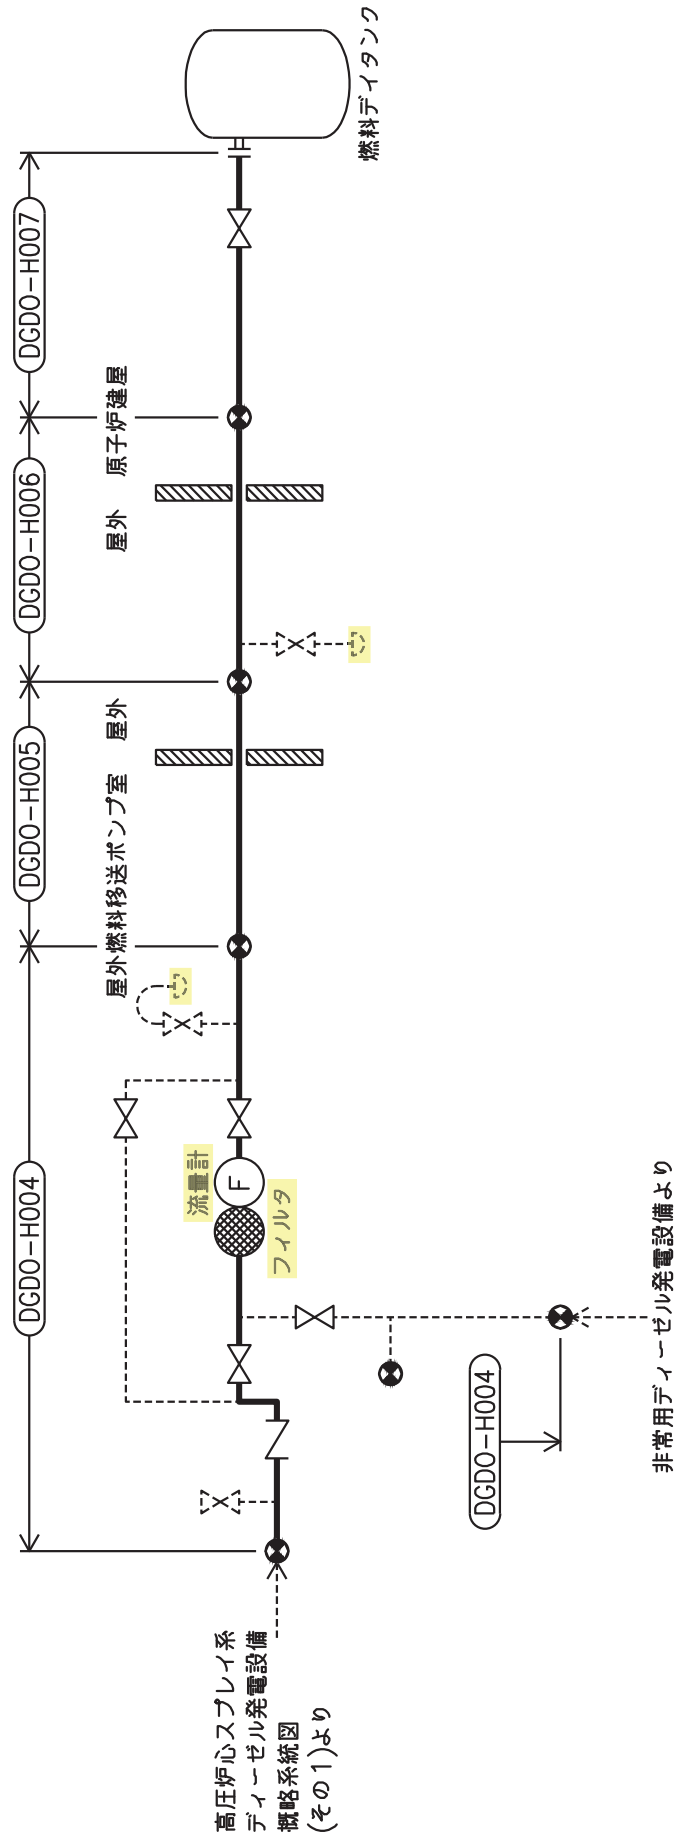 高圧炉心スプレイ系
ディーゼル発電設備
概略系統図
(その1)より
DGDO-H004
DGDO-H005
DGDO-H006
DGDO-H007
屋外燃料移送ポンプ室
屋外
屋外
原子炉建屋
流量計
F
フィルタ
燃料デイタンク
DGDO-H004
非常用ディーゼル発電設備より